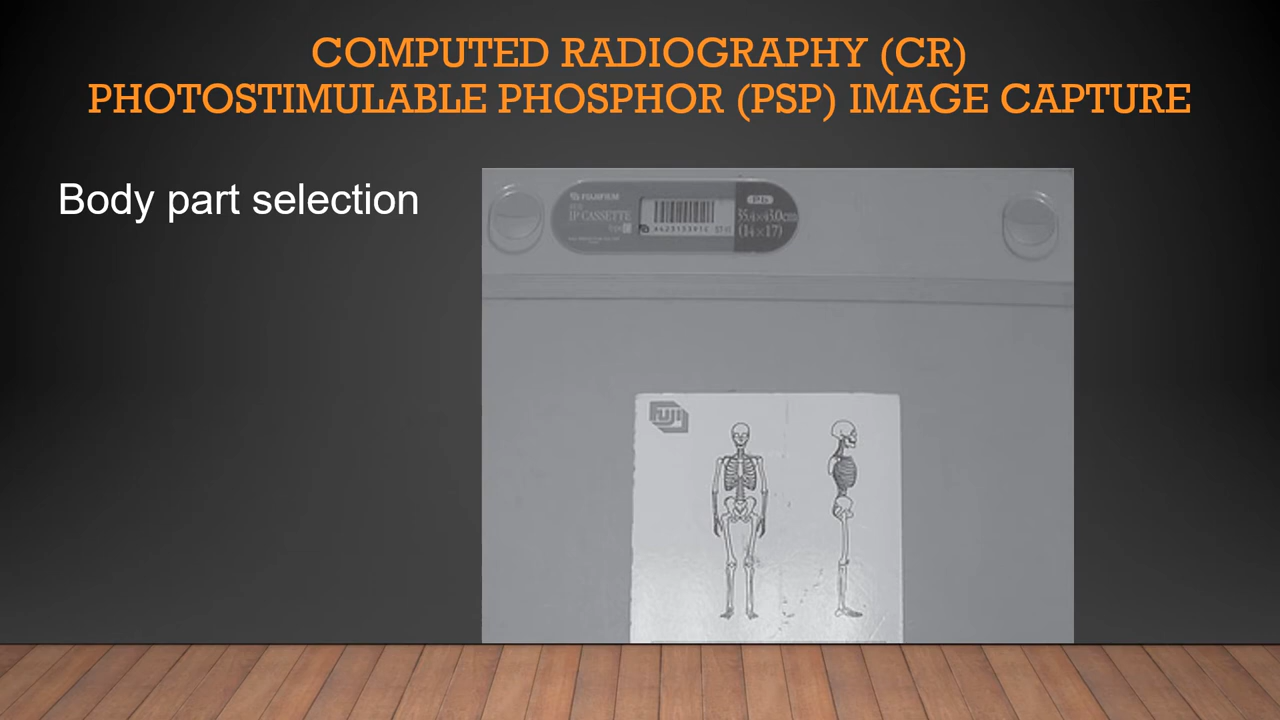 COMPUTED RADIOGRAPHY (CR)
PHOTOSTIMULABLE PHOSPHOR (PSP) IMAGE CAPTURE
Body part selection
FUJIFILM
IP CASSETTE
type
35.4×43.0cm
(14×17)
FUJI